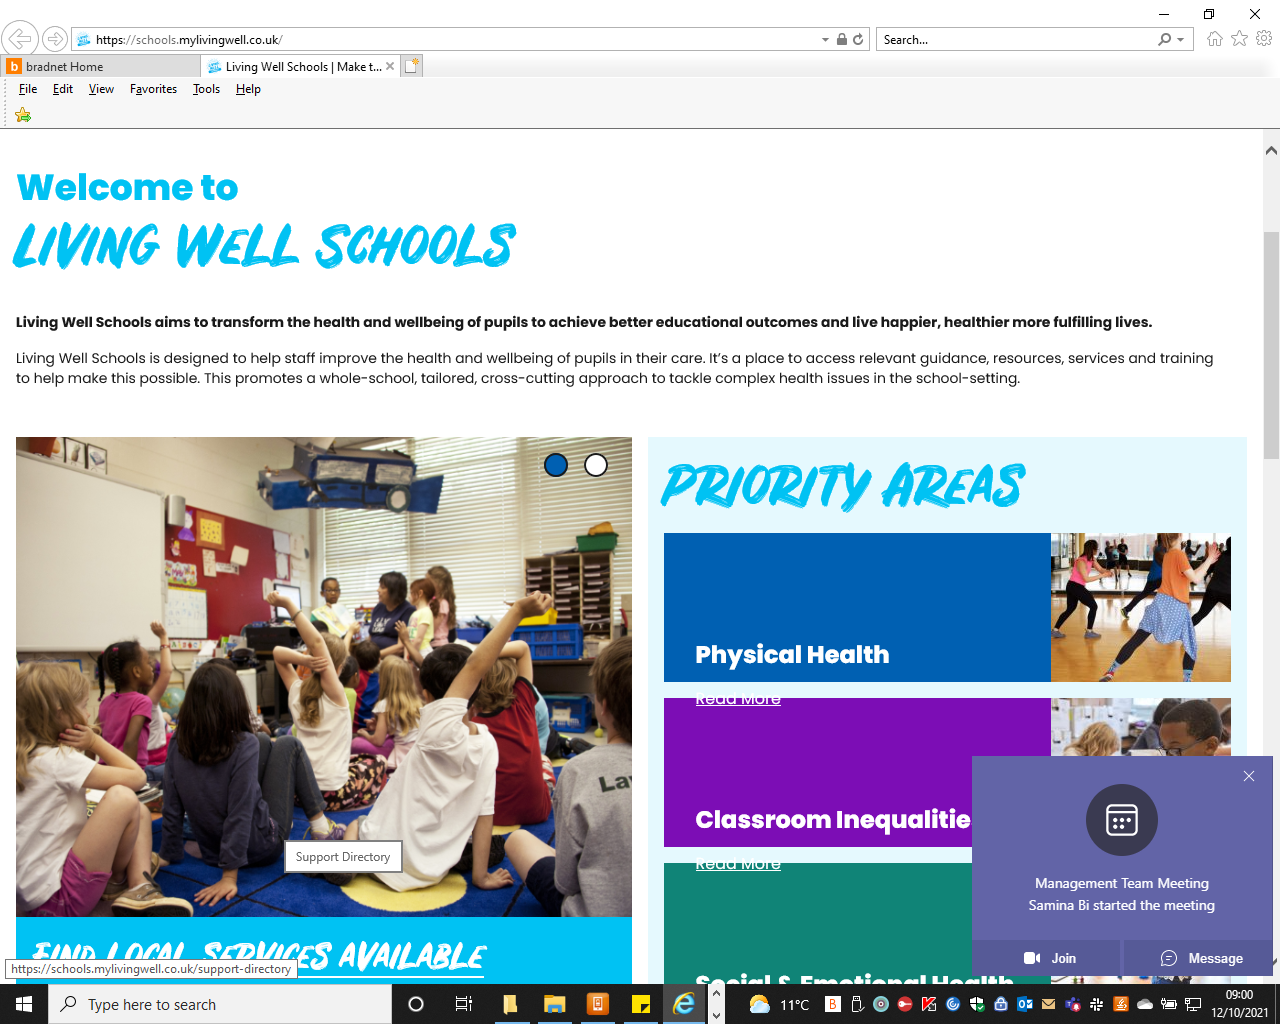 https://schools.mylivingwell.co.uk/
Search...
bradnet Home
Living Well Schools | Make t...
File Edit View Favorites Tools Help
Welcome to
LIVING WELL SCHOOLS
Living Well Schools aims to transform the health and wellbeing of pupils to achieve better educational outcomes and live happier, healthier more fulfilling lives.
Living Well Schools is designed to help staff improve the health and wellbeing of pupils in their care. It's a place to access relevant guidance, resources, services and training
to help make this possible. This promotes a whole-school, tailored, cross-cutting approach to tackle complex health issues in the school-setting.
Support Directory
FIND LOCAL SERVICES AVAILABLE
https://schools.mylivingwell.co.uk/support-directory
PRIORITY AREAS
Physical Health
Read More
Classroom Inequalitie
Read More
Social & Emotional Health
Management Team Meeting
Samina Bi started the meeting
Join
Message
Type here to search
11°C
09:00
12/10/2021